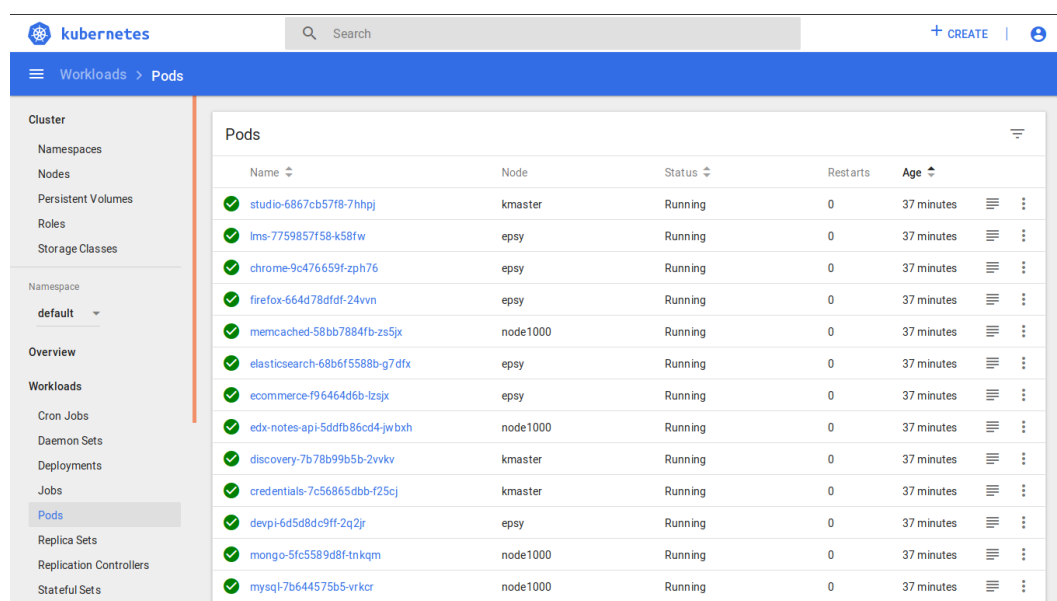 kubernetes
Search
+ CREATE |
Workloads > Pods
Cluster
Namespaces
Nodes
Persistent Volumes
Roles
Storage Classes
Namespace
default
Overview
Workloads
Cron Jobs
Daemon Sets
Deployments
Jobs
Pods
Replica Sets
Replication Controllers
Stateful Sets
Pods
Name Node Status Restarts Age
studio-6867cb57f8-7hhpj kmaster Running 0 37 minutes
lms-7759857f58-k58fw epsy Running 0 37 minutes
chrome-9c476659f-zph76 epsy Running 0 37 minutes
firefox-664d78dfdf-24vvn epsy Running 0 37 minutes
memcached-58bb7884fb-zs5jx node1000 Running 0 37 minutes
elasticsearch-68b6f5588b-g7dfx epsy Running 0 37 minutes
ecommerce-f96464d6b-lzsjx epsy Running 0 37 minutes
edx-notes-api-5ddfb86cd4-jwbxh node1000 Running 0 37 minutes
discovery-7b78b99b5b-2vvkv kmaster Running 0 37 minutes
credentials-7c56865dbb-f25cj kmaster Running 0 37 minutes
devpi-6d5d8dc9ff-2q2jr epsy Running 0 37 minutes
mongo-5fc5589d8f-tnkqm node1000 Running 0 37 minutes
mysql-7b644575b5-vrkcr node1000 Running 0 37 minutes